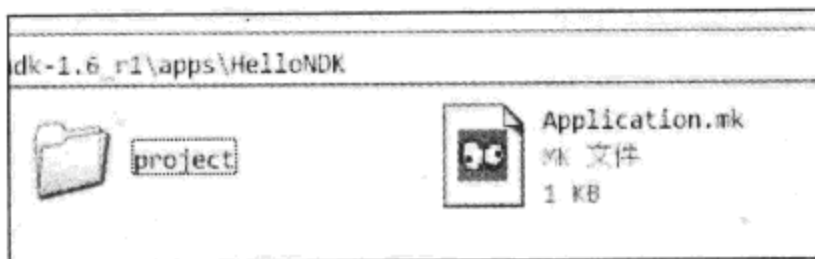 dk-1.6_r1\apps\HelloNDK
project
Application.mk
MK 文件
1 KB